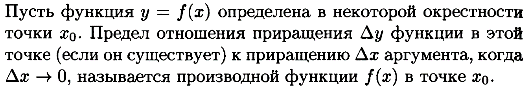 Пусть функция y = f(x) определена в некоторой окрестности
точки x₀. Предел отношения приращения Δy функции в этой
точке (если он существует) к приращению Δx аргумента, когда
Δx → 0, называется производной функции f(x) в точке x₀.